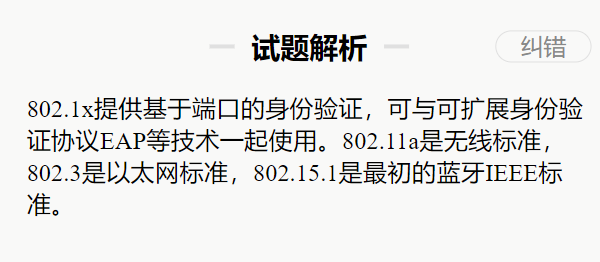 试题解析
纠错
802.1x提供基于端口的身份验证，可与可扩展身份验
证协议EAP等技术一起使用。802.11a是无线标准，
802.3是以太网标准，802.15.1是最初的蓝牙IEEE标
准。